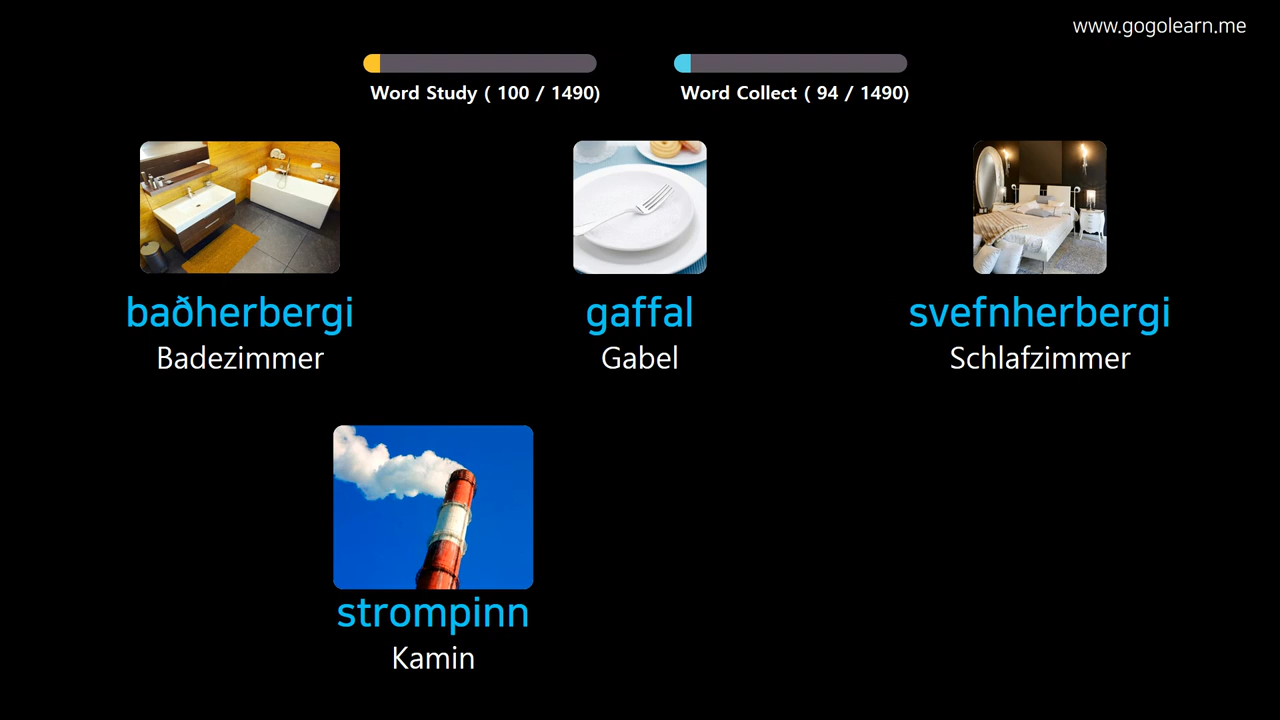 www.gogolearn.me
Word Study ( 100 / 1490)
Word Collect ( 94 / 1490)
baðherbergi
Badezimmer
gaffal
Gabel
svefnherbergi
Schlafzimmer
strompinn
Kamin